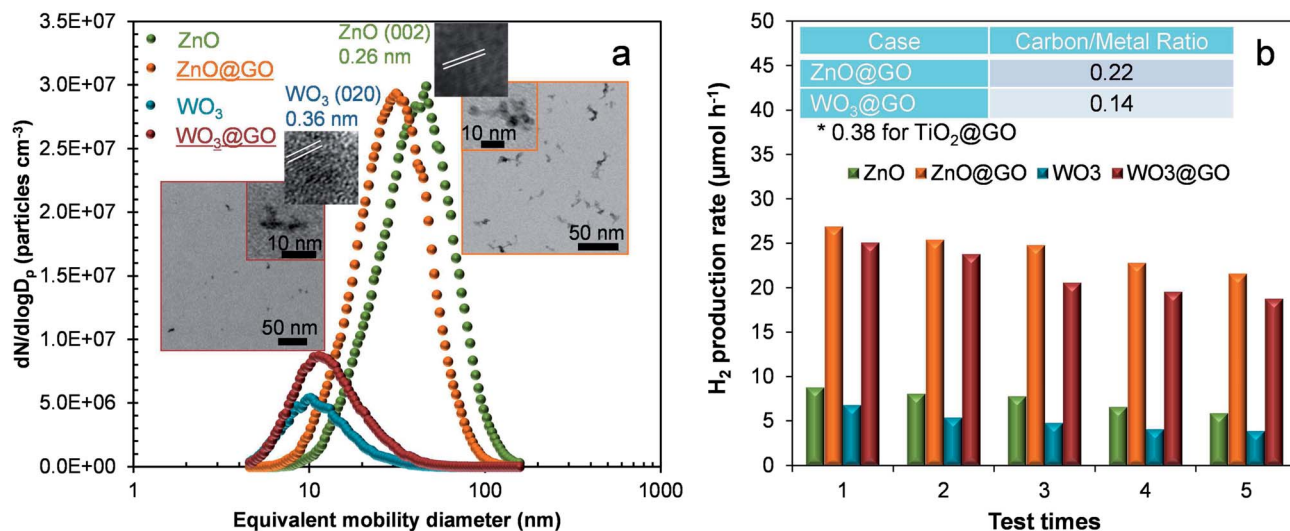 3.5E+07
3.0E+07
2.5E+07
2.0E+07
1.5E+07
1.0E+07
5.0E+06
0.0E+00
dN/dlogDₚ (particles cm⁻³)
1
10
100
1000
Equivalent mobility diameter (nm)
ZnO
ZnO@GO
WO₃
WO₃@GO
ZnO (002)
0.26 nm
WO₃ (020)
0.36 nm
a
10 nm
50 nm
10 nm
50 nm
50
45
40
35
30
25
20
15
10
5
0
H₂ production rate (µmol h⁻¹)
1
2
3
4
5
Test times
b
Case Carbon/Metal Ratio
ZnO@GO 0.22
WO₃@GO 0.14
* 0.38 for TiO₂@GO
ZnO ZnO@GO WO3 WO3@GO